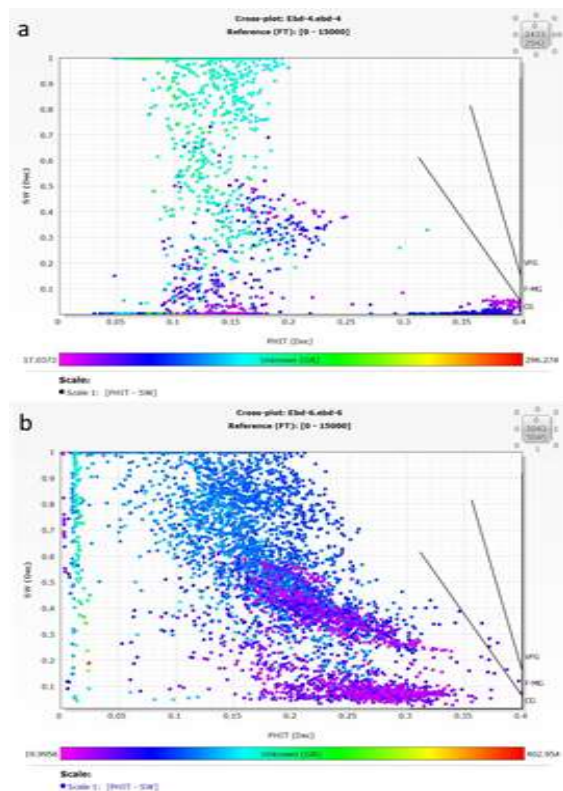 a
Cross-plot: Ebd-4.ebd-4
Reference (FT): [0 - 15000]
1
0.9
0.8
0.7
0.6
0.5
0.4
0.3
0.2
0.1
SW (Dec)
VFG
F-MG
CG
0 0.05 0.1 0.15 0.2 0.25 0.3 0.35 0.4
PHIT (Dec)
Scale:
Scale 1: [PHIT - SW]
b
Cross-plot: Ebd-6.ebd-6
Reference (FT): [0 - 15000]
1
0.9
0.8
0.7
0.6
0.5
0.4
0.3
0.2
0.1
SW (Dec)
VFG
F-MG
CG
0 0.05 0.1 0.15 0.2 0.25 0.3 0.35 0.4
PHIT (Dec)
Scale:
Scale 1: [PHIT - SW]